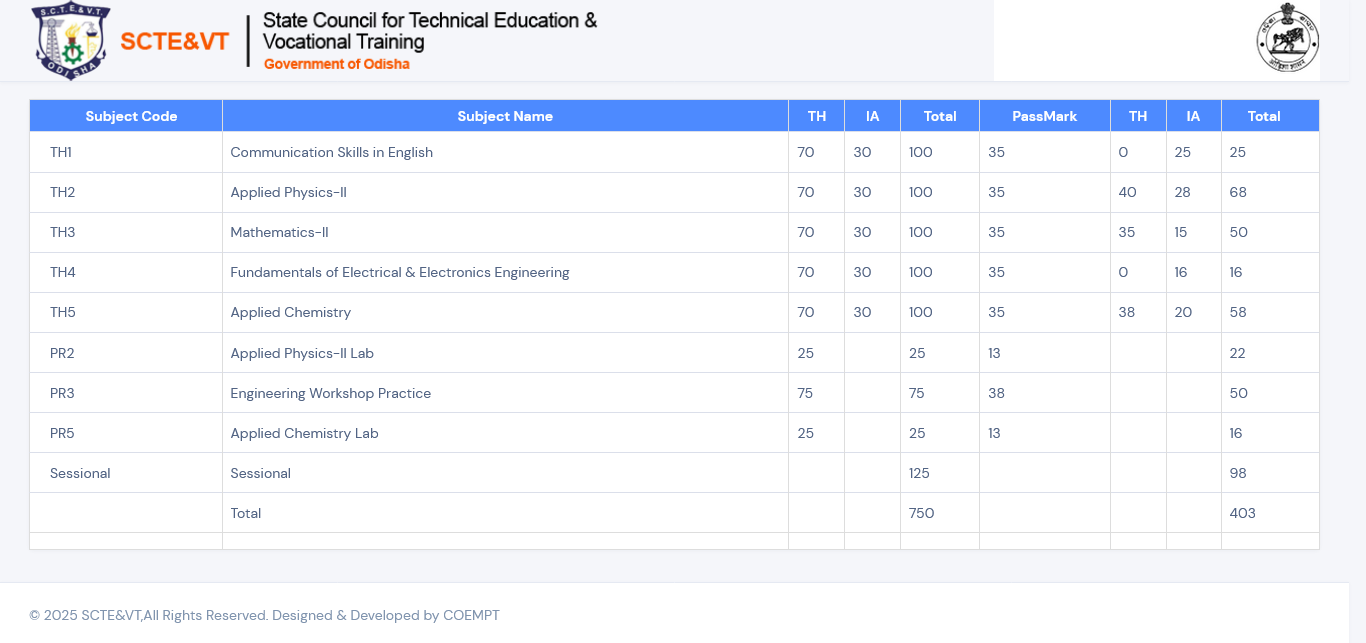 S.C.T.E.&V.T.
ODISHA
SCTE&VT
State Council for Technical Education &
Vocational Training
Government of Odisha
Subject Code Subject Name TH IA Total PassMark TH IA Total
TH1 Communication Skills in English 70 30 100 35 0 25 25
TH2 Applied Physics-II 70 30 100 35 40 28 68
TH3 Mathematics-II 70 30 100 35 35 15 50
TH4 Fundamentals of Electrical & Electronics Engineering 70 30 100 35 0 16 16
TH5 Applied Chemistry 70 30 100 35 38 20 58
PR2 Applied Physics-II Lab 25 25 13 22
PR3 Engineering Workshop Practice 75 75 38 50
PR5 Applied Chemistry Lab 25 25 13 16
Sessional Sessional 125 98
Total 750 403
© 2025 SCTE&VT,All Rights Reserved. Designed & Developed by COEMPT